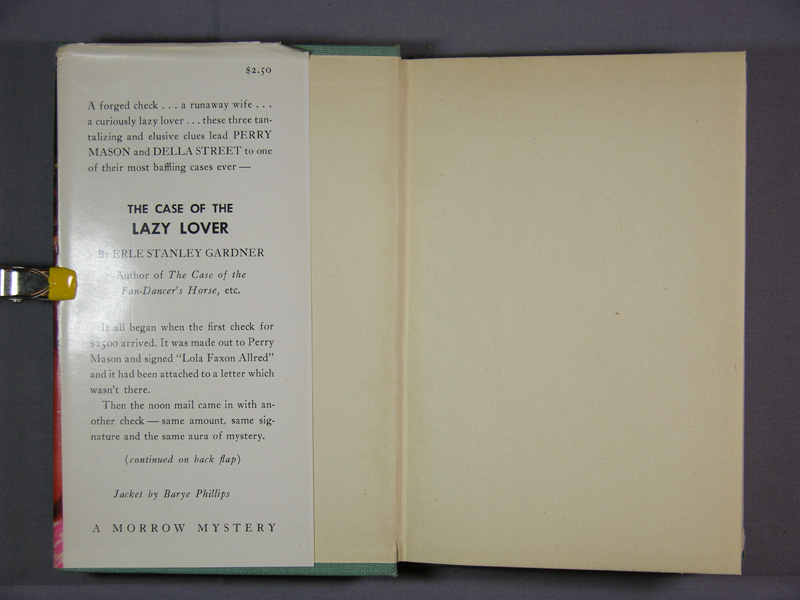 $2.50
A forged check . . . a runaway wife . . .
a curiously lazy lover . . . these three tan-
talizing and elusive clues lead PERRY
MASON and DELLA STREET to one
of their most baffling cases ever —
THE CASE OF THE
LAZY LOVER
By ERLE STANLEY GARDNER
Author of The Case of the
Fan-Dancer's Horse, etc.
It all began when the first check for
$2500 arrived. It was made out to Perry
Mason and signed "Lola Faxon Allred"
and it had been attached to a letter which
wasn't there.
Then the noon mail came in with an-
other check — same amount, same sig-
nature and the same aura of mystery.
(continued on back flap)
Jacket by Barye Phillips
A MORROW MYSTERY